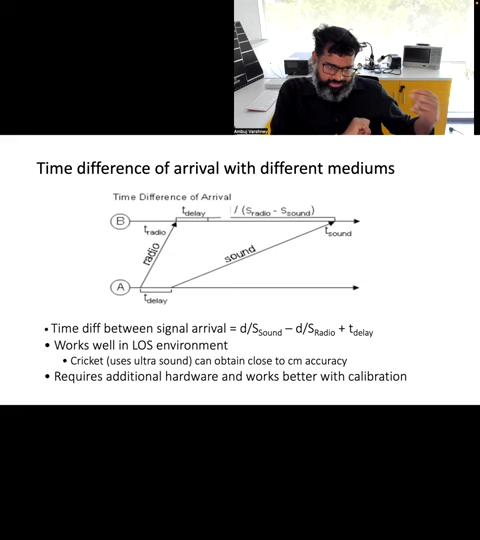 Ambuj Varshney
Time difference of arrival with different mediums
Time Difference of Arrival
t_delay / (S_radio - S_sound)
B
t_radio
t_sound
radio
sound
A
t_delay
• Time diff between signal arrival = d/S_Sound – d/S_Radio + t_delay
• Works well in LOS environment
• Cricket (uses ultra sound) can obtain close to cm accuracy
• Requires additional hardware and works better with calibration